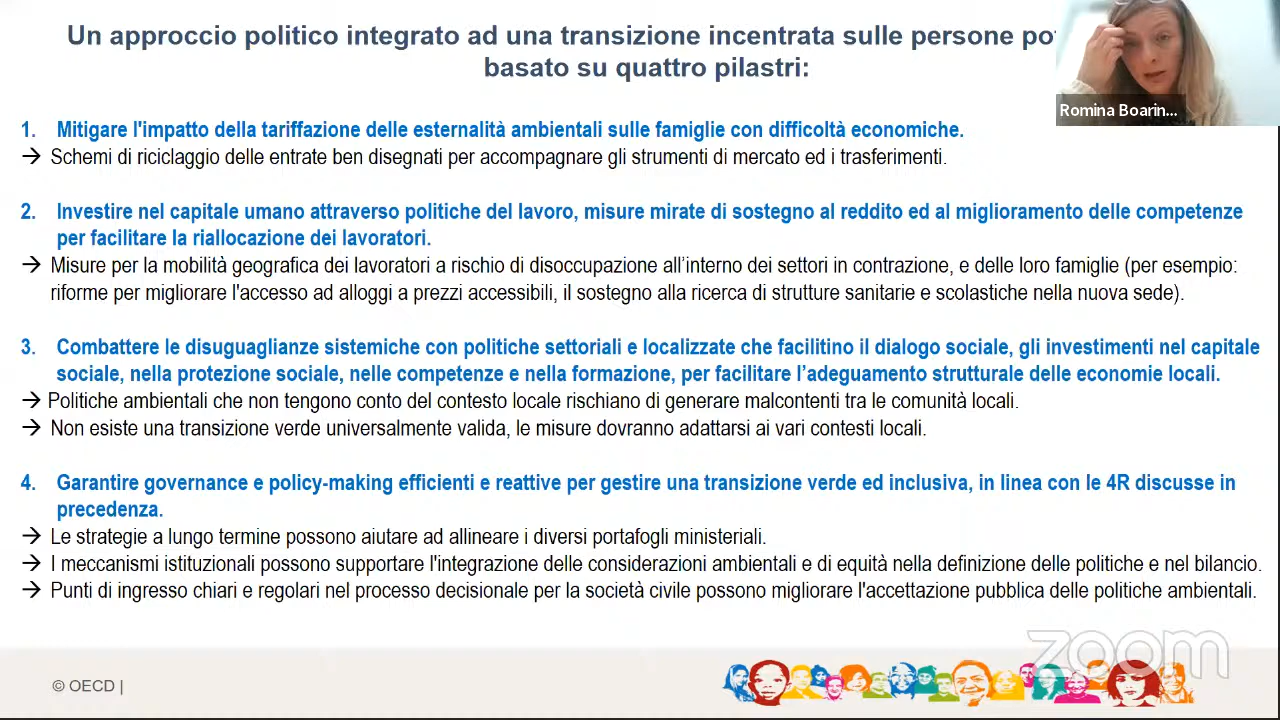 Un approccio politico integrato ad una transizione incentrata sulle persone
basato su quattro pilastri:
Romina Boarin...
1. Mitigare l'impatto della tariffazione delle esternalità ambientali sulle famiglie con difficoltà economiche.
→ Schemi di riciclaggio delle entrate ben disegnati per accompagnare gli strumenti di mercato ed i trasferimenti.
2. Investire nel capitale umano attraverso politiche del lavoro, misure mirate di sostegno al reddito ed al miglioramento delle competenze
per facilitare la riallocazione dei lavoratori.
→ Misure per la mobilità geografica dei lavoratori a rischio di disoccupazione all’interno dei settori in contrazione, e delle loro famiglie (per esempio:
riforme per migliorare l'accesso ad alloggi a prezzi accessibili, il sostegno alla ricerca di strutture sanitarie e scolastiche nella nuova sede).
3. Combattere le disuguaglianze sistemiche con politiche settoriali e localizzate che facilitino il dialogo sociale, gli investimenti nel capitale
sociale, nella protezione sociale, nelle competenze e nella formazione, per facilitare l’adeguamento strutturale delle economie locali.
→ Politiche ambientali che non tengono conto del contesto locale rischiano di generare malcontenti tra le comunità locali.
→ Non esiste una transizione verde universalmente valida, le misure dovranno adattarsi ai vari contesti locali.
4. Garantire governance e policy-making efficienti e reattive per gestire una transizione verde ed inclusiva, in linea con le 4R discusse in
precedenza.
→ Le strategie a lungo termine possono aiutare ad allineare i diversi portafogli ministeriali.
→ I meccanismi istituzionali possono supportare l'integrazione delle considerazioni ambientali e di equità nella definizione delle politiche e nel bilancio.
→ Punti di ingresso chiari e regolari nel processo decisionale per la società civile possono migliorare l'accettazione pubblica delle politiche ambientali.
zoom
© OECD |